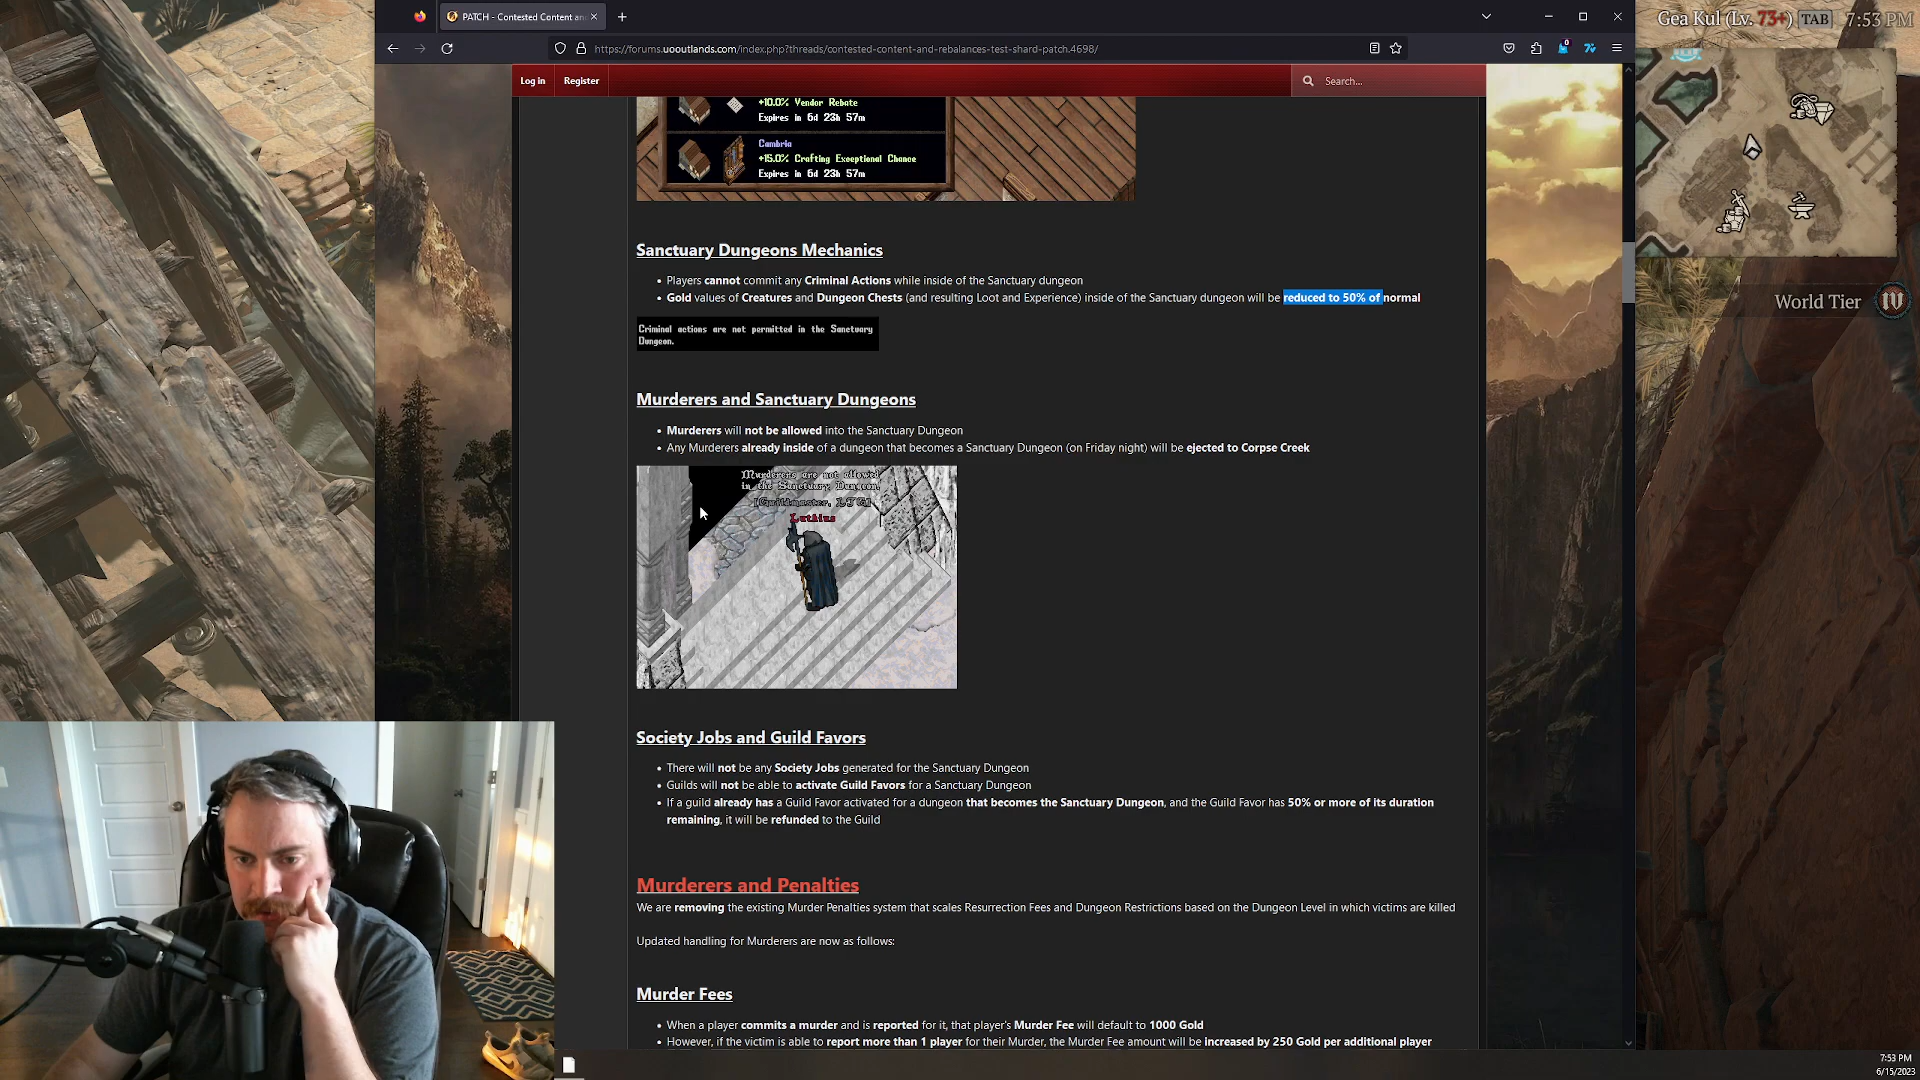 PATCH - Contested Content an
Gea Kul (Lv. 73+) TAB 7:53 PM
https://forums.uooutlands.com/index.php?threads/contested-content-and-rebalances-test-shard-patch.4698/
0
Log in Register Search...
+10.0% Vendor Rebate
Expires in 6d 23h 57m
Cambria
+15.0% Crafting Exceptional Chance
Expires in 6d 23h 57m
Sanctuary Dungeons Mechanics
Players cannot commit any Criminal Actions while inside of the Sanctuary dungeon
Gold values of Creatures and Dungeon Chests (and resulting Loot and Experience) inside of the Sanctuary dungeon will be reduced to 50% of normal
World Tier IV
Criminal actions are not permitted in the Sanctuary
Dungeon.
Murderers and Sanctuary Dungeons
Murderers will not be allowed into the Sanctuary Dungeon
Any Murderers already inside of a dungeon that becomes a Sanctuary Dungeon (on Friday night) will be ejected to Corpse Creek
Murderers are not allowed
in the Sanctuary Dungeon.
[Guildmaster, LTG]
Luthius
Society Jobs and Guild Favors
There will not be any Society Jobs generated for the Sanctuary Dungeon
Guilds will not be able to activate Guild Favors for a Sanctuary Dungeon
If a guild already has a Guild Favor activated for a dungeon that becomes the Sanctuary Dungeon, and the Guild Favor has 50% or more of its duration
remaining, it will be refunded to the Guild
Murderers and Penalties
We are removing the existing Murder Penalties system that scales Resurrection Fees and Dungeon Restrictions based on the Dungeon Level in which victims are killed
Updated handling for Murderers are now as follows:
Murder Fees
When a player commits a murder and is reported for it, that player's Murder Fee will default to 1000 Gold
However, if the victim is able to report more than 1 player for their Murder, the Murder Fee amount will be increased by 250 Gold per additional player
7:53 PM
6/15/2023